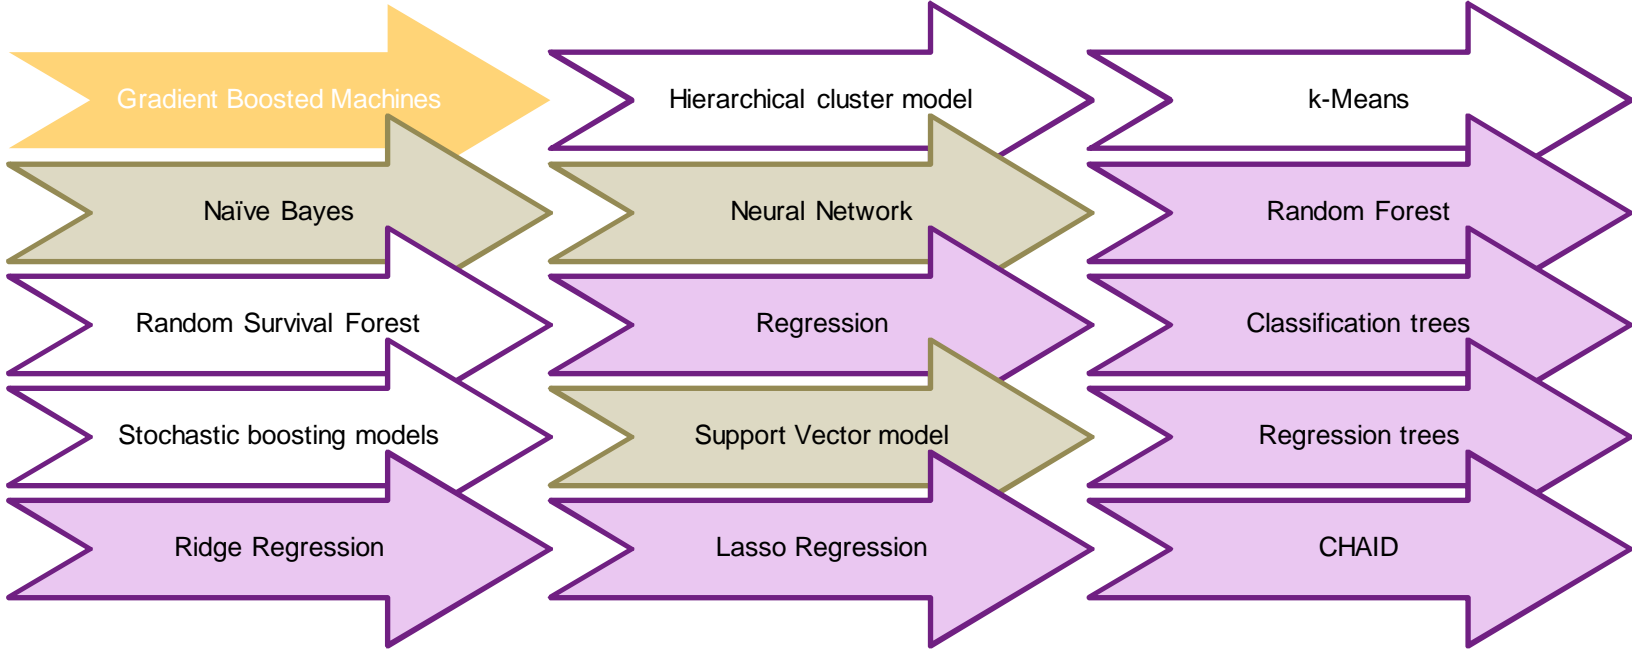 Gradient Boosted Machines
Hierarchical cluster model
k-Means
Naïve Bayes
Neural Network
Random Forest
Random Survival Forest
Regression
Classification trees
Stochastic boosting models
Support Vector model
Regression trees
Ridge Regression
Lasso Regression
CHAID